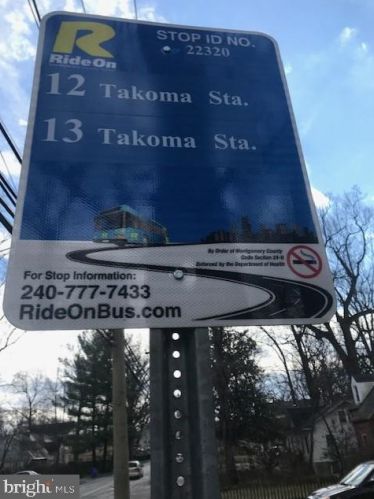 RideOn
STOP ID NO.
22320
12 Takoma Sta.
13 Takoma Sta.
By Order of Montgomery County
Code Section 24-9
Enforced by the Department of Health
For Stop Information:
240-777-7433
RideOnBus.com
bright MLS